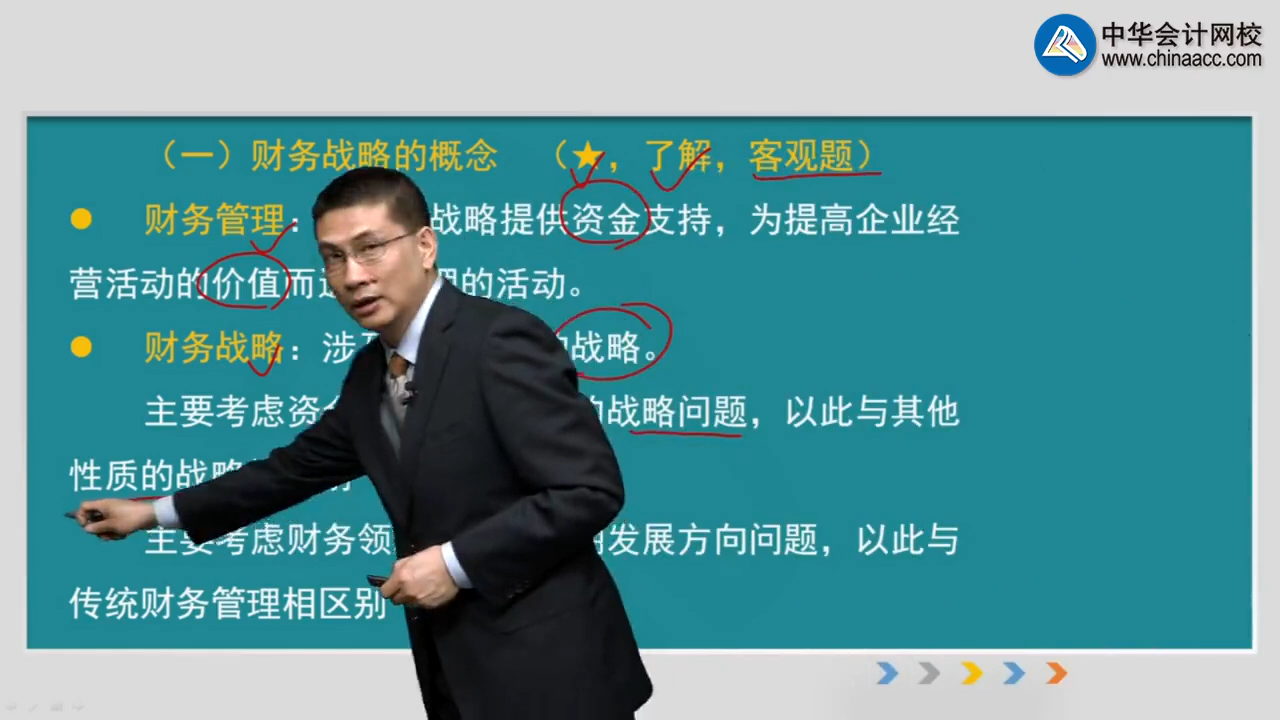 中华会计网校
www.chinaacc.com
（一）财务战略的概念 （★，了解，客观题）
● 财务管理： 战略提供资金支持，为提高企业经
营活动的价值而 的活动。
● 财务战略：涉 的战略。
主要考虑资 战略问题，以此与其他
性质的战
主要考虑财务领 发展方向问题，以此与
传统财务管理相区别